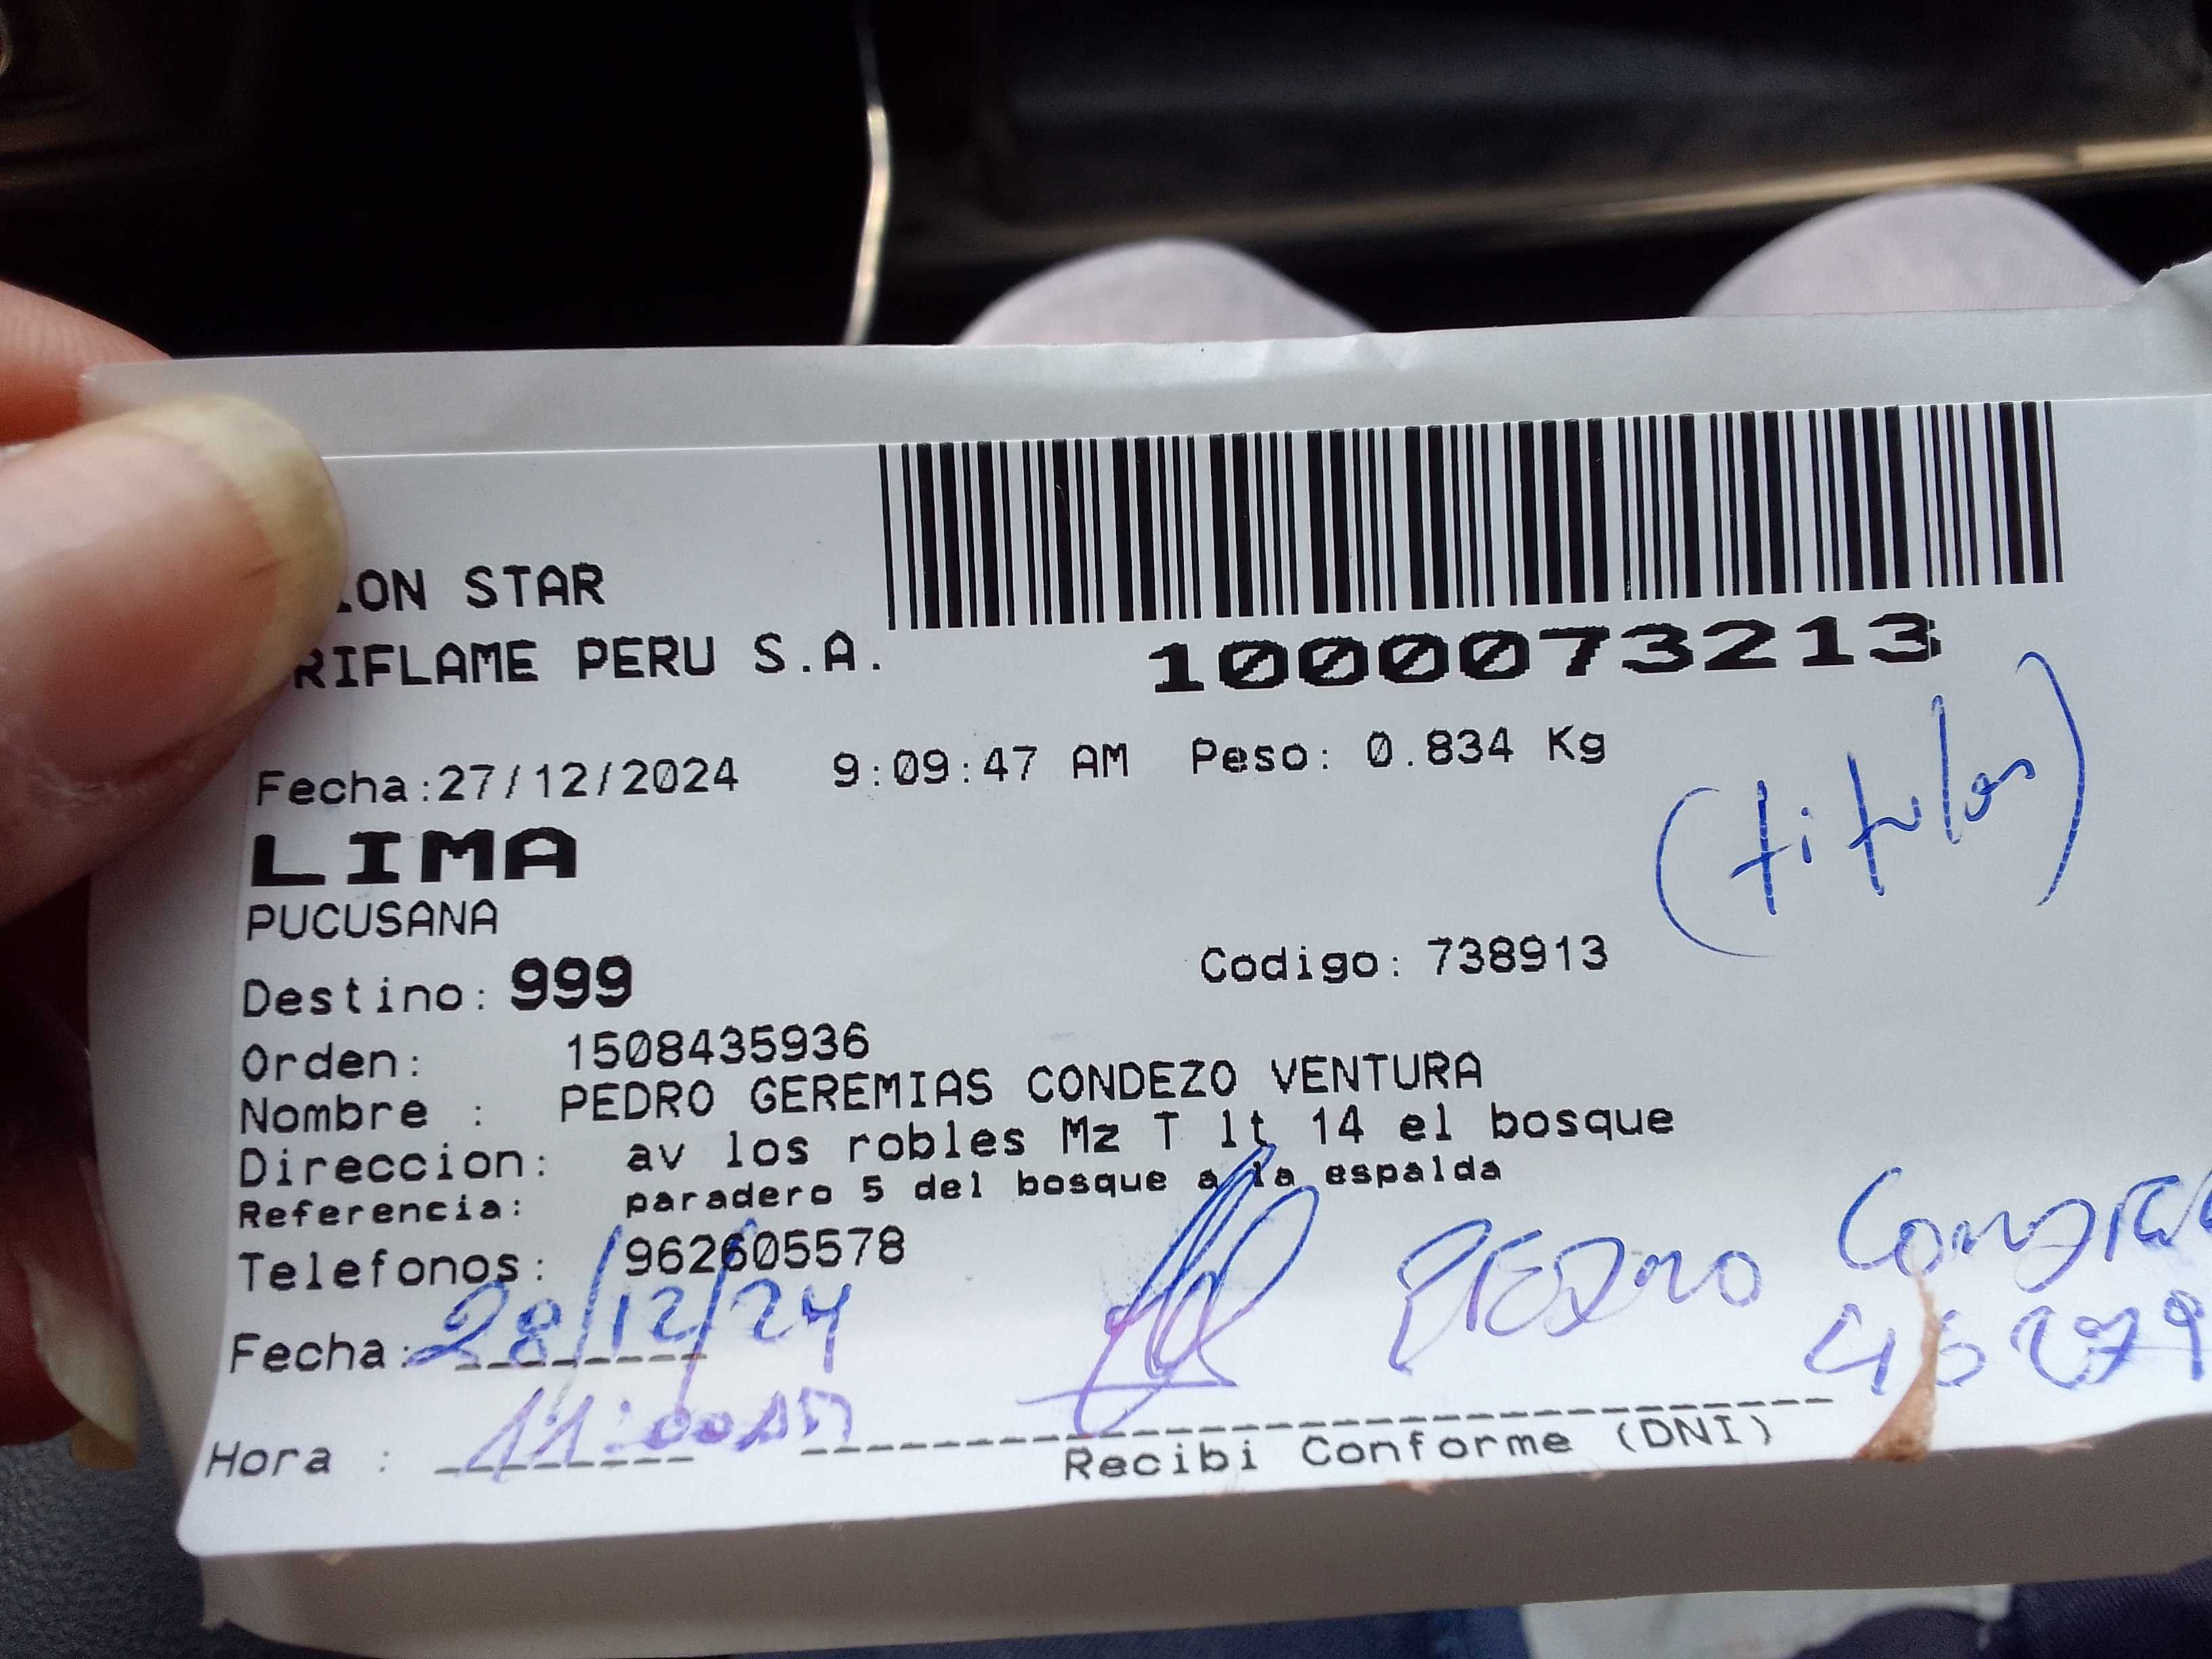 ION STAR
RIFLAME PERU S.A.
1000073213
Fecha:27/12/2024 9:09:47 AM Peso: 0.834 Kg
(titulos)
LIMA
PUCUSANA
Destino: 999 Codigo: 738913
Orden: 1508435936
Nombre : PEDRO GEREMIAS CONDEZO VENTURA
Direccion: av los robles Mz T lt 14 el bosque
Referencia: paradero 5 del bosque a la espalda
Telefonos: 962605578
PEDRO
Fecha: 28/12/24
Hora : 11:00AM
Recibi Conforme (DNI)